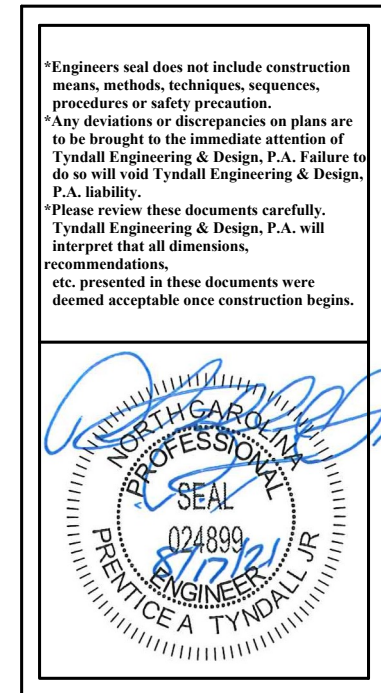 *Engineers seal does not include construction
means, methods, techniques, sequences,
procedures or safety precaution.
*Any deviations or discrepancies on plans are
to be brought to the immediate attention of
Tyndall Engineering & Design, P.A. Failure to
do so will void Tyndall Engineering & Design,
P.A. liability.
*Please review these documents carefully.
Tyndall Engineering & Design, P.A. will
interpret that all dimensions,
recommendations,
etc. presented in these documents were
deemed acceptable once construction begins.
NORTH CAROLINA
PROFESSIONAL
SEAL
024899
8/17/21
ENGINEER
PRENTICE A TYNDALL JR